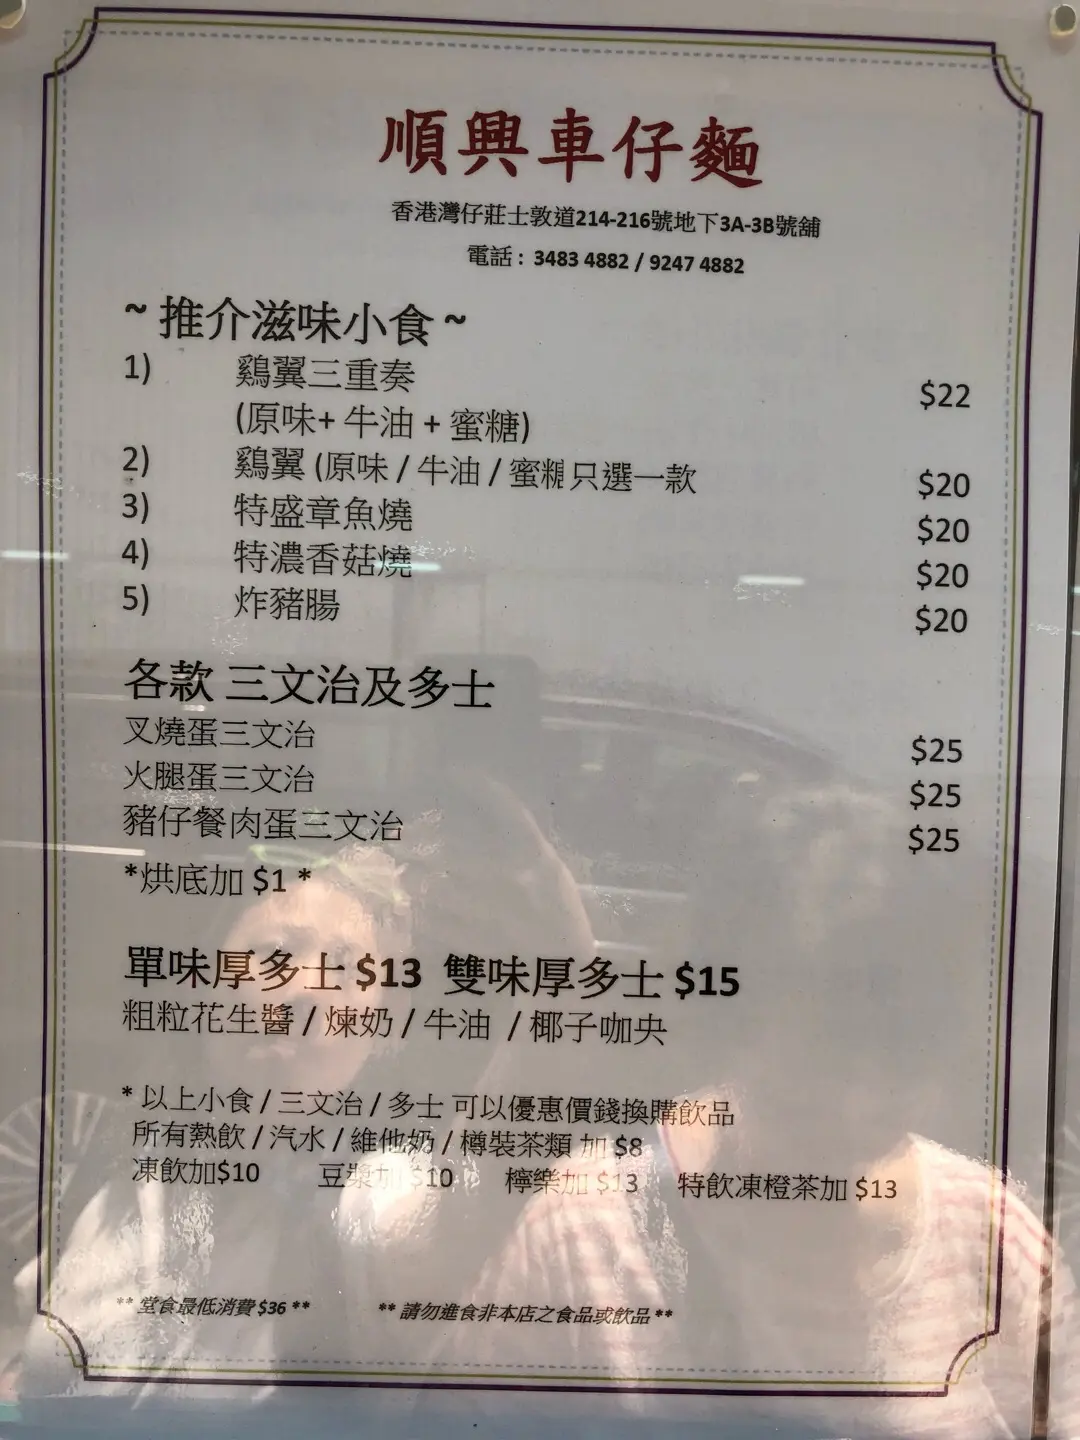 順興車仔麵
香港灣仔莊士敦道214-216號地下3A-3B號舖
電話： 3483 4882 / 9247 4882
~ 推介滋味小食 ~
1) 鷄翼三重奏 $22
(原味+ 牛油 + 蜜糖)
2) 鷄翼 (原味 / 牛油 / 蜜糖只選一款 $20
3) 特盛章魚燒 $20
4) 特濃香菇燒 $20
5) 炸豬腸 $20
各款 三文治及多士
叉燒蛋三文治 $25
火腿蛋三文治 $25
豬仔餐肉蛋三文治 $25
*烘底加 $1 *
單味厚多士 $13 雙味厚多士 $15
粗粒花生醬 / 煉奶 / 牛油 / 椰子咖央
* 以上小食 / 三文治 / 多士 可以優惠價錢換購飲品
所有熱飲 / 汽水 / 維他奶 / 樽裝茶類 加 $8
凍飲加$10 豆漿加 $10 檸樂加 $13 特飲凍橙茶加 $13
** 堂食最低消費 $36 ** ** 請勿進食非本店之食品或飲品 **